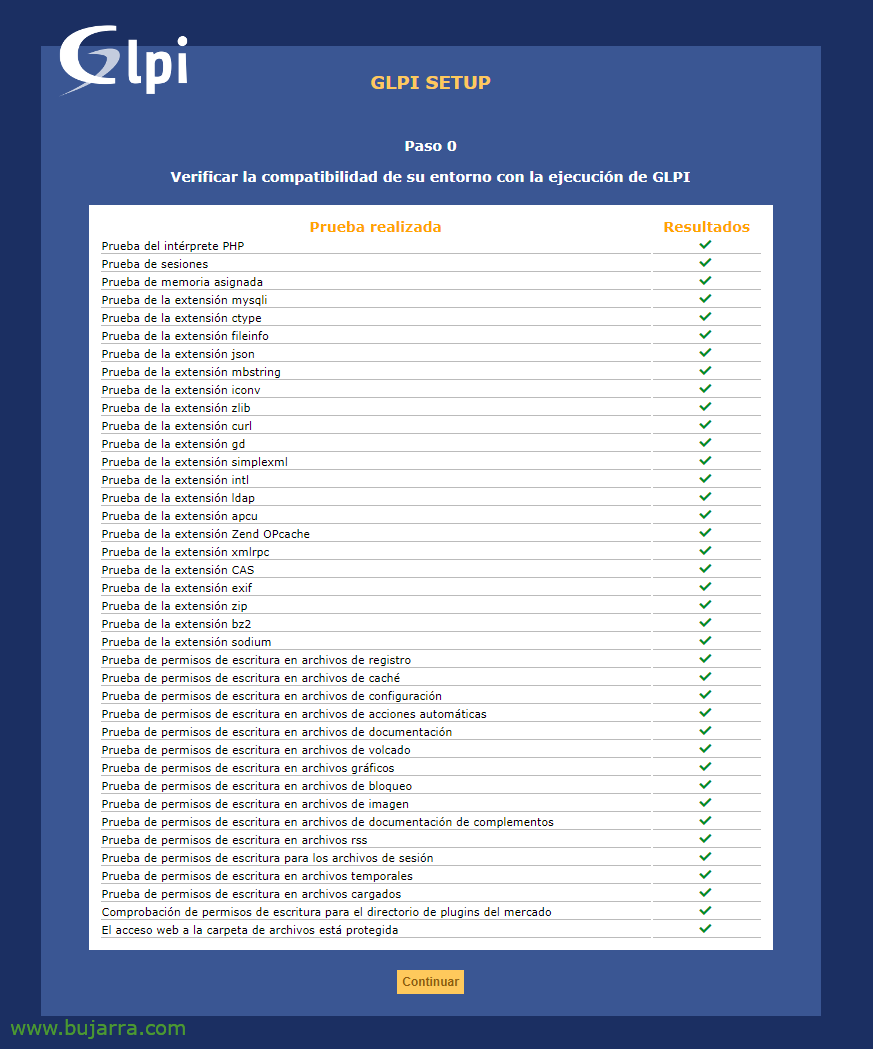 Glpi
GLPI SETUP
Paso 0
Verificar la compatibilidad de su entorno con la ejecución de GLPI
Prueba realizada Resultados
Prueba del intérprete PHP
Prueba de sesiones
Prueba de memoria asignada
Prueba de la extensión mysqli
Prueba de la extensión ctype
Prueba de la extensión fileinfo
Prueba de la extensión json
Prueba de la extensión mbstring
Prueba de la extensión iconv
Prueba de la extensión zlib
Prueba de la extensión curl
Prueba de la extensión gd
Prueba de la extensión simplexml
Prueba de la extensión intl
Prueba de la extensión ldap
Prueba de la extensión apcu
Prueba de la extensión Zend OPcache
Prueba de la extensión xmlrpc
Prueba de la extensión CAS
Prueba de la extensión exif
Prueba de la extensión zip
Prueba de la extensión bz2
Prueba de la extensión sodium
Prueba de permisos de escritura en archivos de registro
Prueba de permisos de escritura en archivos de caché
Prueba de permisos de escritura en archivos de configuración
Prueba de permisos de escritura en archivos de acciones automáticas
Prueba de permisos de escritura en archivos de documentación
Prueba de permisos de escritura en archivos de volcado
Prueba de permisos de escritura en archivos gráficos
Prueba de permisos de escritura en archivos de bloqueo
Prueba de permisos de escritura en archivos de imagen
Prueba de permisos de escritura en archivos de documentación de complementos
Prueba de permisos de escritura en archivos rss
Prueba de permisos de escritura para los archivos de sesión
Prueba de permisos de escritura en archivos temporales
Prueba de permisos de escritura en archivos cargados
Comprobación de permisos de escritura para el directorio de plugins del mercado
El acceso web a la carpeta de archivos está protegida
Continuar
www.bujarra.com